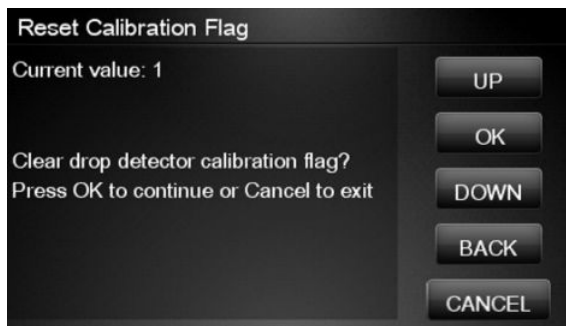 Reset Calibration Flag
Current value: 1
Clear drop detector calibration flag?
Press OK to continue or Cancel to exit
UP
OK
DOWN
BACK
CANCEL